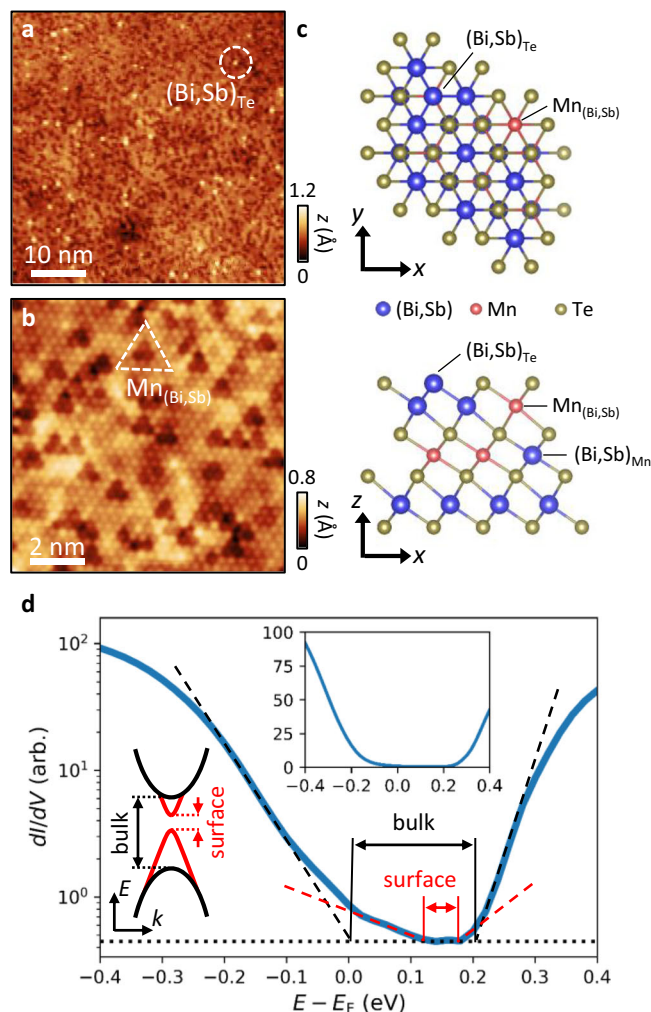 a
(Bi,Sb)Te
1.2
z (Å)
0
10 nm
b
Mn(Bi,Sb)
0.8
z (Å)
0
2 nm
c
(Bi,Sb)Te
Mn(Bi,Sb)
y
x
(Bi,Sb) Mn Te
(Bi,Sb)Te
Mn(Bi,Sb)
(Bi,Sb)Mn
z
x
d
10²
10¹
10⁰
dI/dV (arb.)
100
75
50
25
0
−0.4 −0.2 0.0 0.2 0.4
bulk
surface
E
k
bulk
surface
−0.4 −0.3 −0.2 −0.1 0.0 0.1 0.2 0.3 0.4
E − EF (eV)